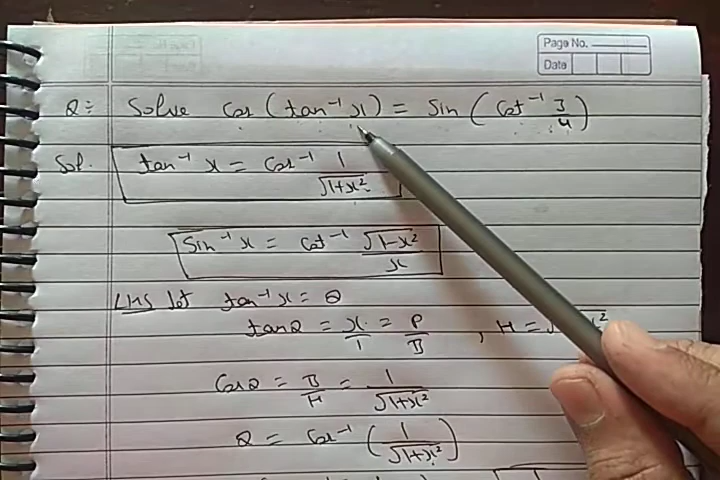 Page No.
Date
Q:- Solve Cos (tan⁻¹ x) = Sin (Cot⁻¹ 3/4)
Sol. tan⁻¹ x = Cos⁻¹ 1/√1+x²
Sin⁻¹ x = Cot⁻¹ √1-x²/x
LHS let tan⁻¹x = θ
tanθ = x/1 = P/B , H = √ x²
Cosθ = B/H = 1/√1+x²
θ = Cos⁻¹ (1/√1+x²)